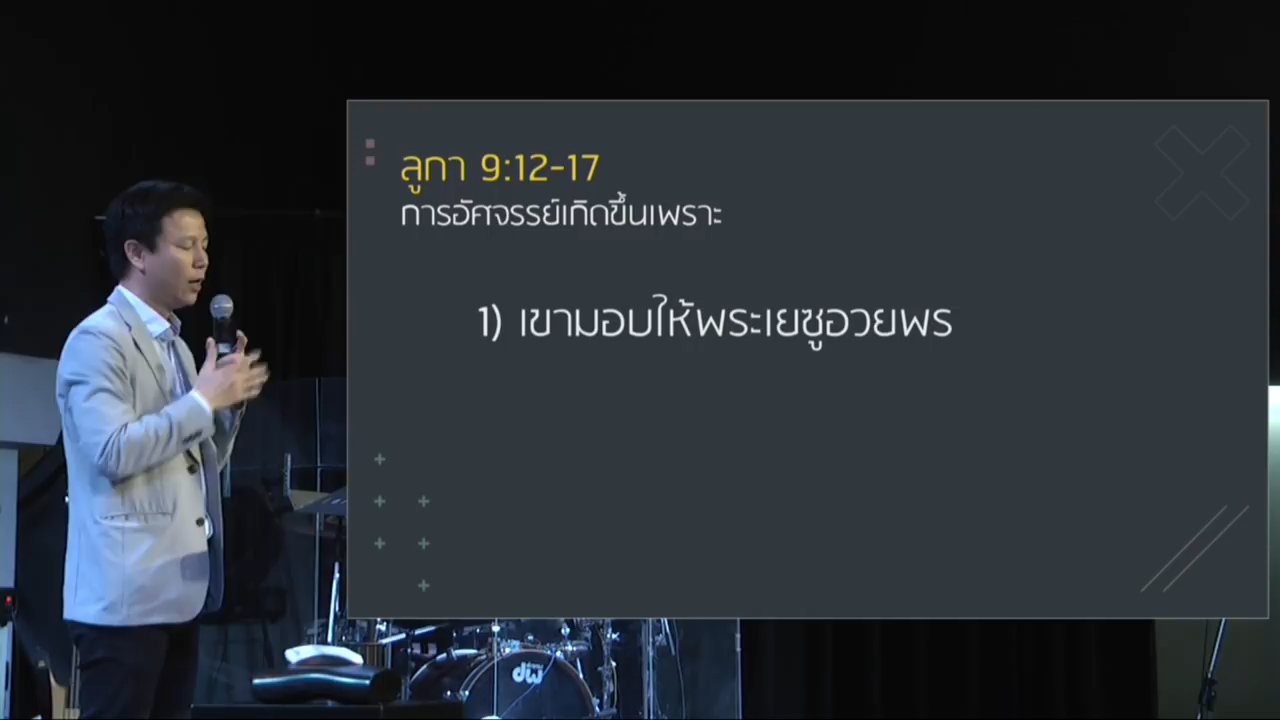 ลูกา 9:12-17
การอัศจรรย์เกิดขึ้นเพราะ
1) เขามอบให้พระเยซูอวยพร
drums
dw